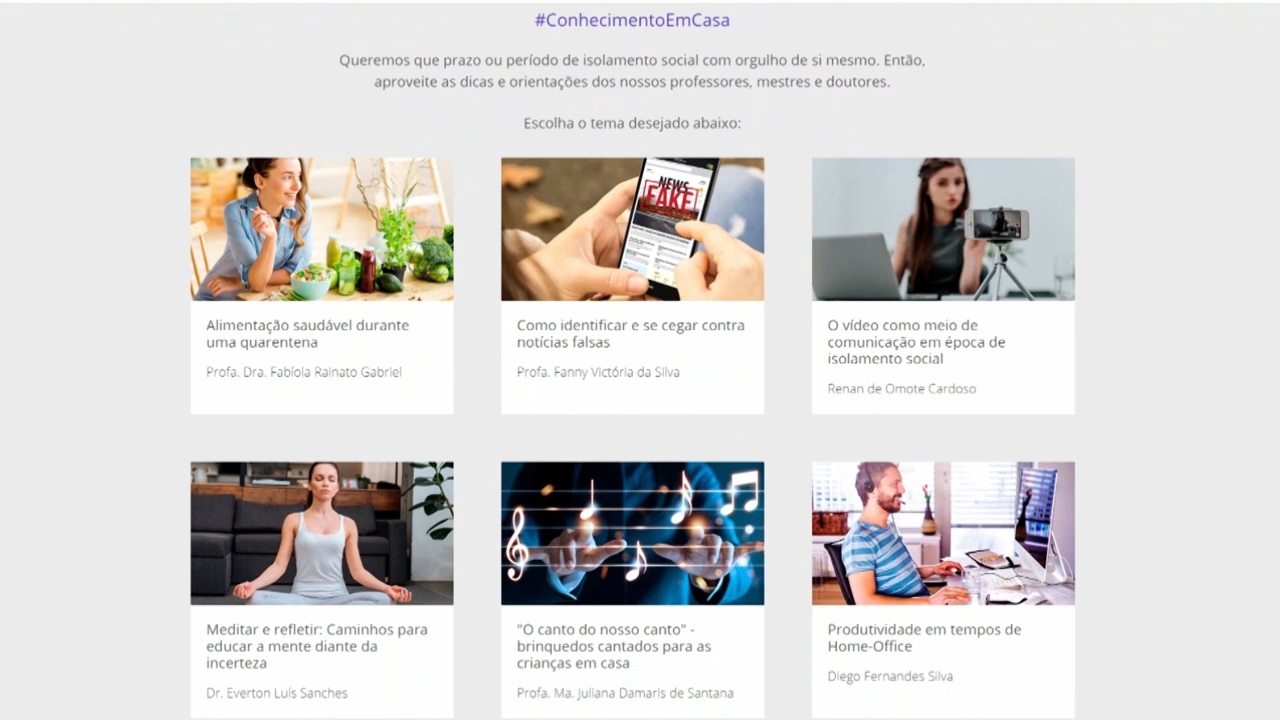 #ConhecimentoEmCasa
Queremos que prazo ou período de isolamento social com orgulho de si mesmo. Então,
aproveite as dicas e orientações dos nossos professores, mestres e doutores.
Escolha o tema desejado abaixo:
NEWS
FAKE
Alimentação saudável durante
uma quarentena
Profa. Dra. Fabíola Rainato Gabriel
Como identificar e se cegar contra
notícias falsas
Profa. Fanny Victória da Silva
O vídeo como meio de
comunicação em época de
isolamento social
Renan de Omote Cardoso
Meditar e refletir: Caminhos para
educar a mente diante da
incerteza
Dr. Everton Luís Sanches
"O canto do nosso canto" -
brinquedos cantados para as
crianças em casa
Profa. Ma. Juliana Damaris de Santana
Produtividade em tempos de
Home-Office
Diego Fernandes Silva